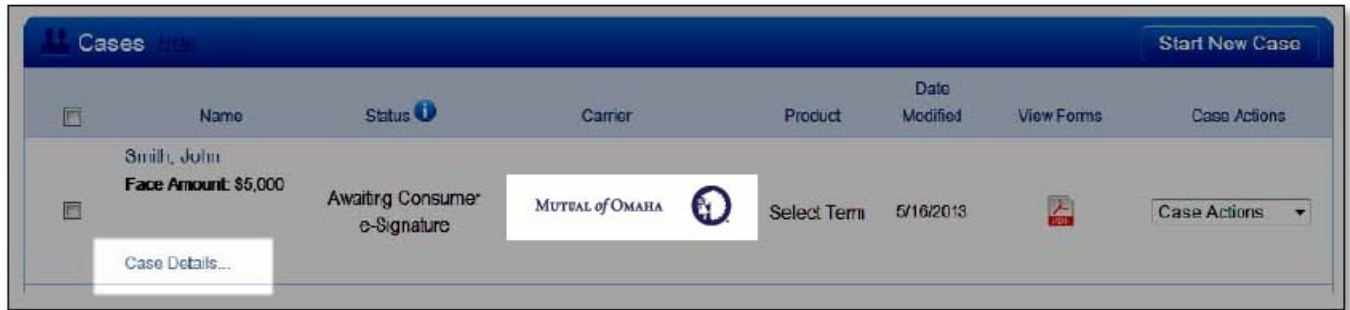 Cases
Start New Case
Name
Status
Carrier
Product
Date
Modified
View Forms
Case Actions
Smith, John
Face Amount: $5,000
Awaiting Consumer
e-Signature
MUTUAL of OMAHA
Select Term
5/16/2013
PDF
Case Actions
Case Details...